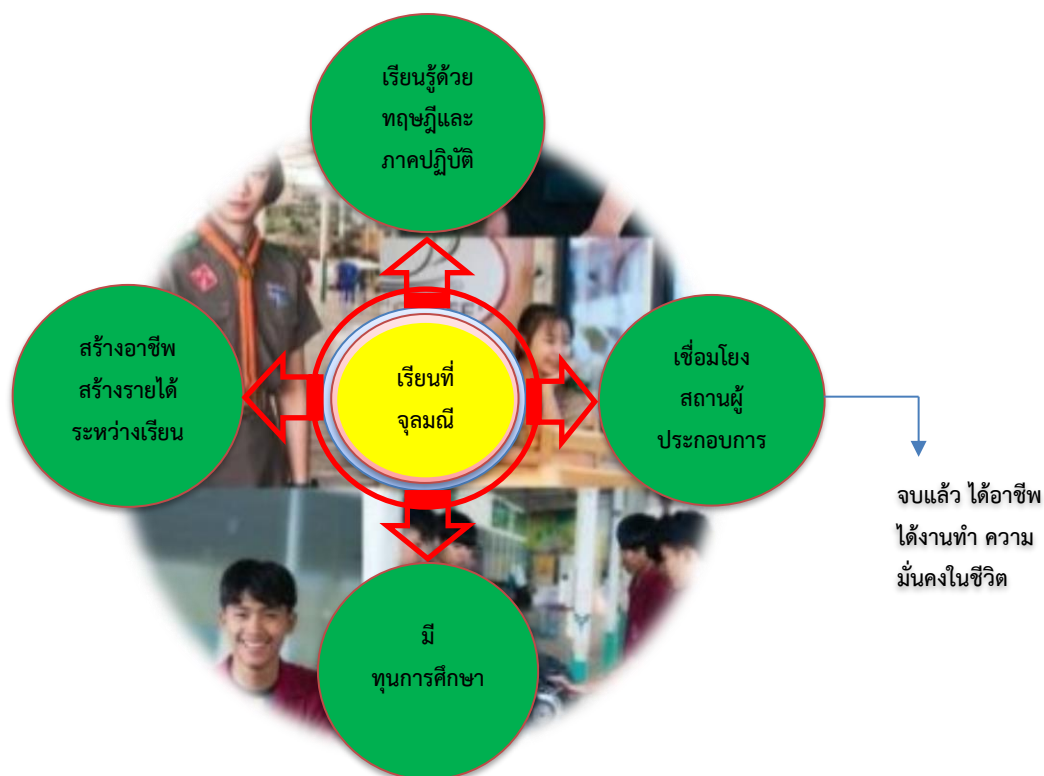 เรียนรู้ด้วย
ทฤษฎีและ
ภาคปฏิบัติ
สร้างอาชีพ
สร้างรายได้
ระหว่างเรียน
เรียนที่
จุลมณี
เชื่อมโยง
สถานผู้
ประกอบการ
จบแล้ว ได้อาชีพ
ได้งานทำ ความ
มั่นคงในชีวิต
มี
ทุนการศึกษา